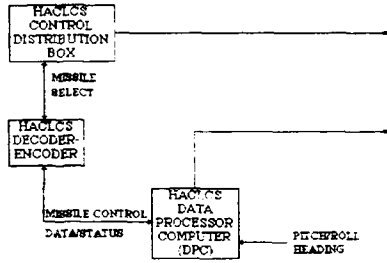 HACLCS
CONTROL
DISTRIBUTION
BOX
MISSILE
SELECT
HACLCS
DECODER-
ENCODER
MISSILE CONTROL
DATA/STATUS
HACLCS
DATA
PROCESSOR
COMPUTER
(DPC)
PITCH/ROLL
HEADING